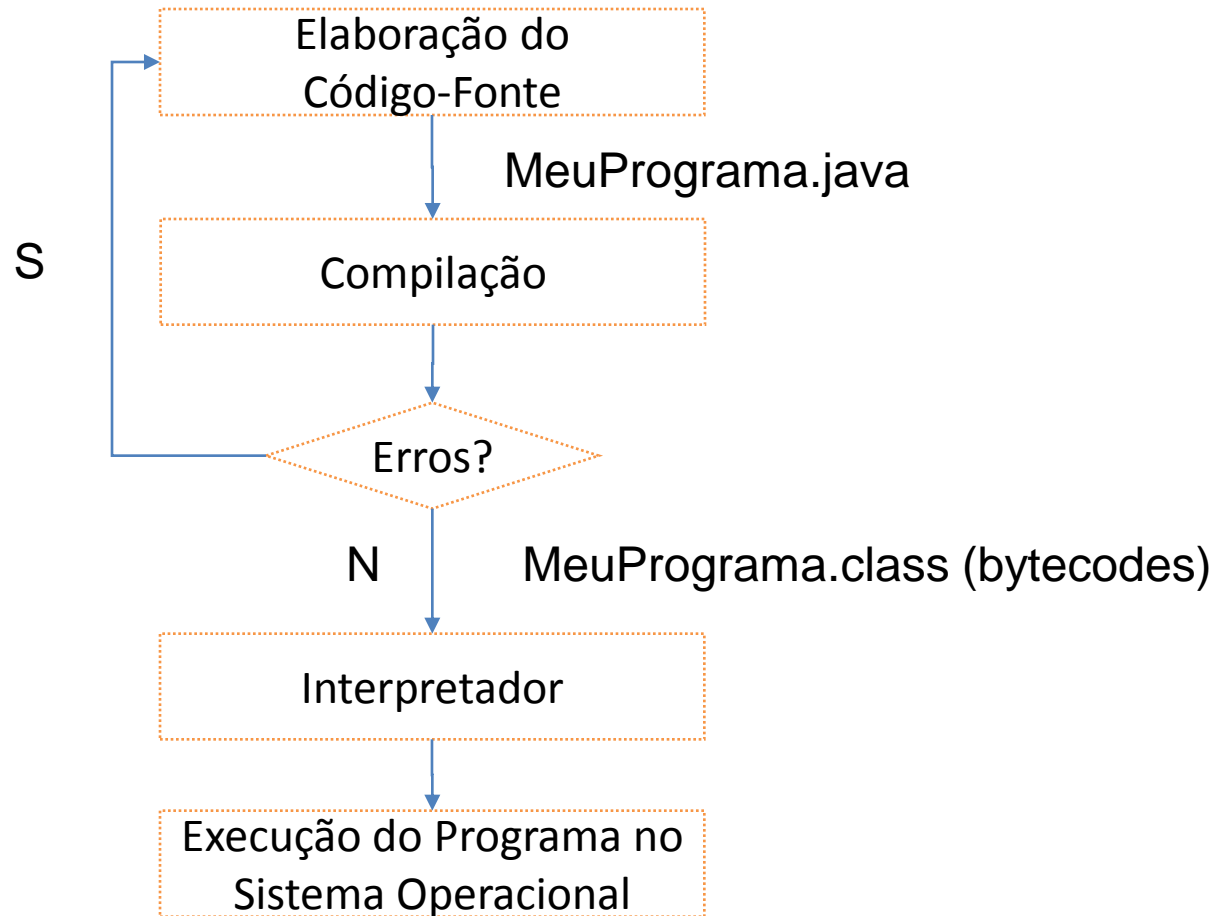 Elaboração do
Código-Fonte
MeuPrograma.java
S
Compilação
Erros?
N
MeuPrograma.class (bytecodes)
Interpretador
Execução do Programa no
Sistema Operacional